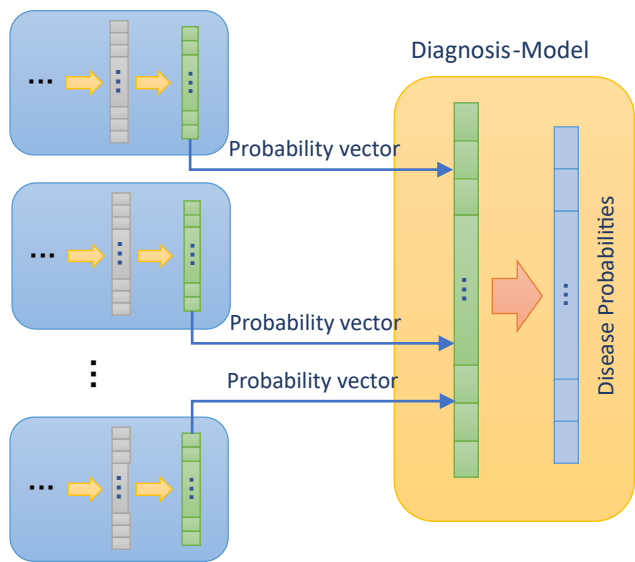 Diagnosis-Model
Probability vector
Probability vector
Probability vector
Disease Probabilities